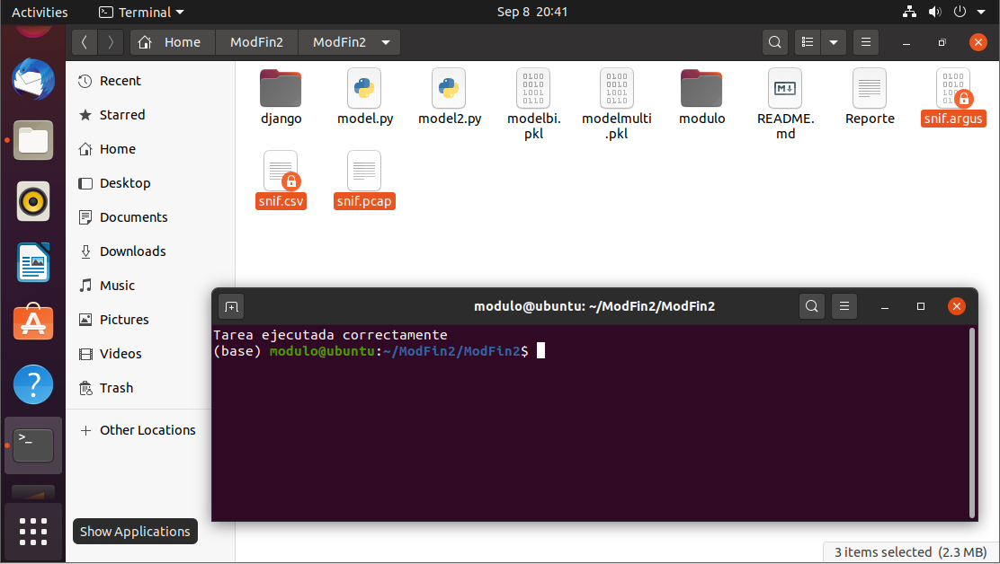 Activities Terminal Sep 8 20:41
Home ModFin2 ModFin2
Recent
Starred
Home
Desktop
Documents
Downloads
Music
Pictures
Videos
Trash
Other Locations
django model.py model2.py modelbi. modelmulti modulo README. Reporte snif.argus
pkl .pkl md
snif.csv snif.pcap
modulo@ubuntu: ~/ModFin2/ModFin2
Tarea ejecutada correctamente
(base) modulo@ubuntu:~/ModFin2/ModFin2$
Show Applications
3 items selected (2.3 MB)